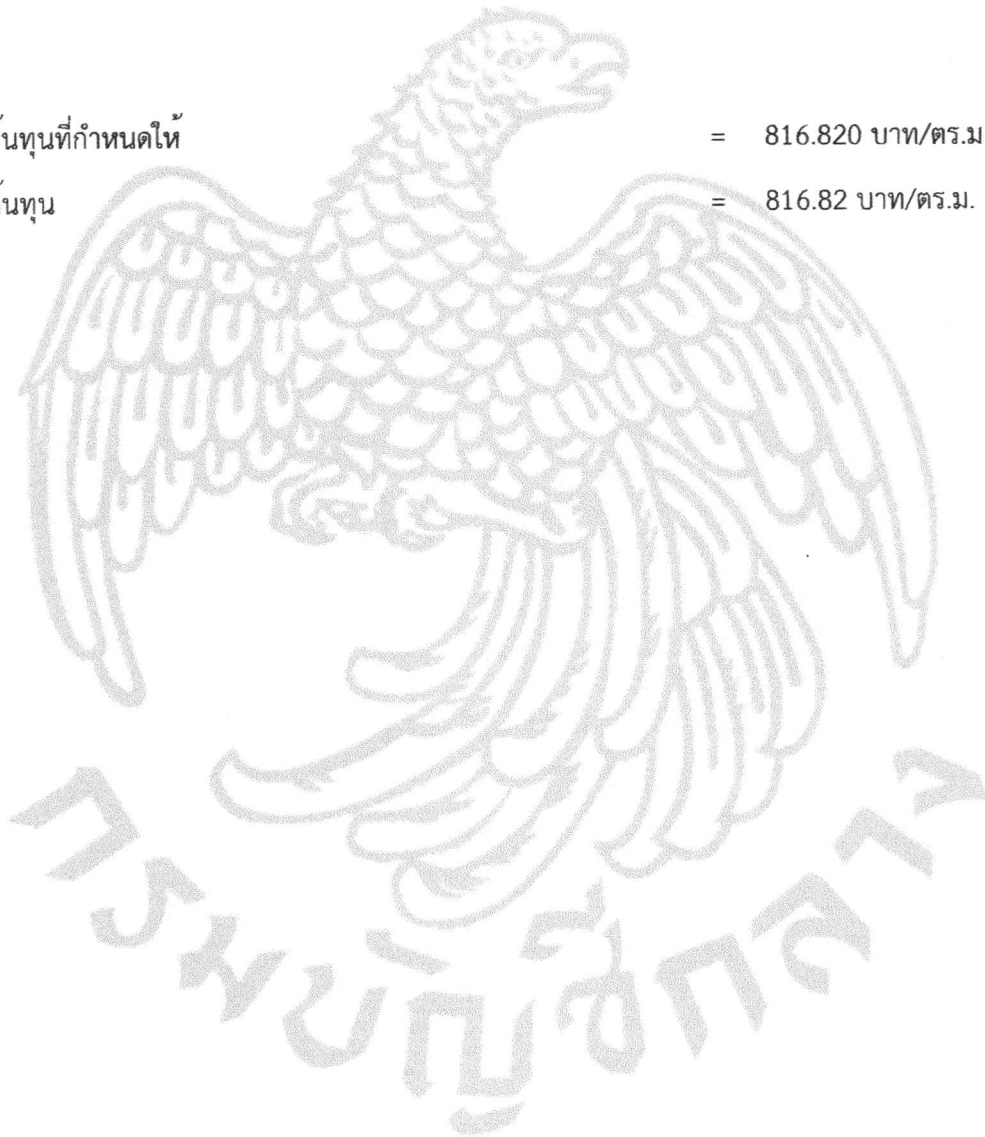 ้นทุนที่กำหนดให้ = 816.820 บาท/ตร.ม
้นทุน = 816.82 บาท/ตร.ม.
กรมบัญชีกลาง